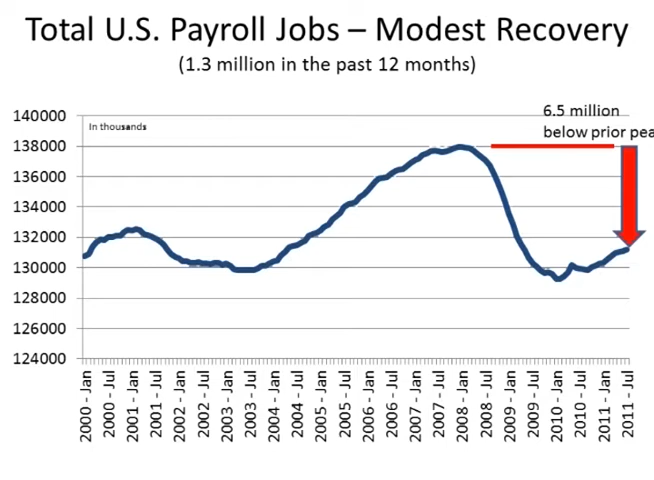 Total U.S. Payroll Jobs – Modest Recovery
(1.3 million in the past 12 months)
6.5 million
below prior pea
In thousands
140000
138000
136000
134000
132000
130000
128000
126000
124000
2000 - Jan
2000 - Jul
2001 - Jan
2001 - Jul
2002 - Jan
2002 - Jul
2003 - Jan
2003 - Jul
2004 - Jan
2004 - Jul
2005 - Jan
2005 - Jul
2006 - Jan
2006 - Jul
2007 - Jan
2007 - Jul
2008 - Jan
2008 - Jul
2009 - Jan
2009 - Jul
2010 - Jan
2010 - Jul
2011 - Jan
2011 - Jul